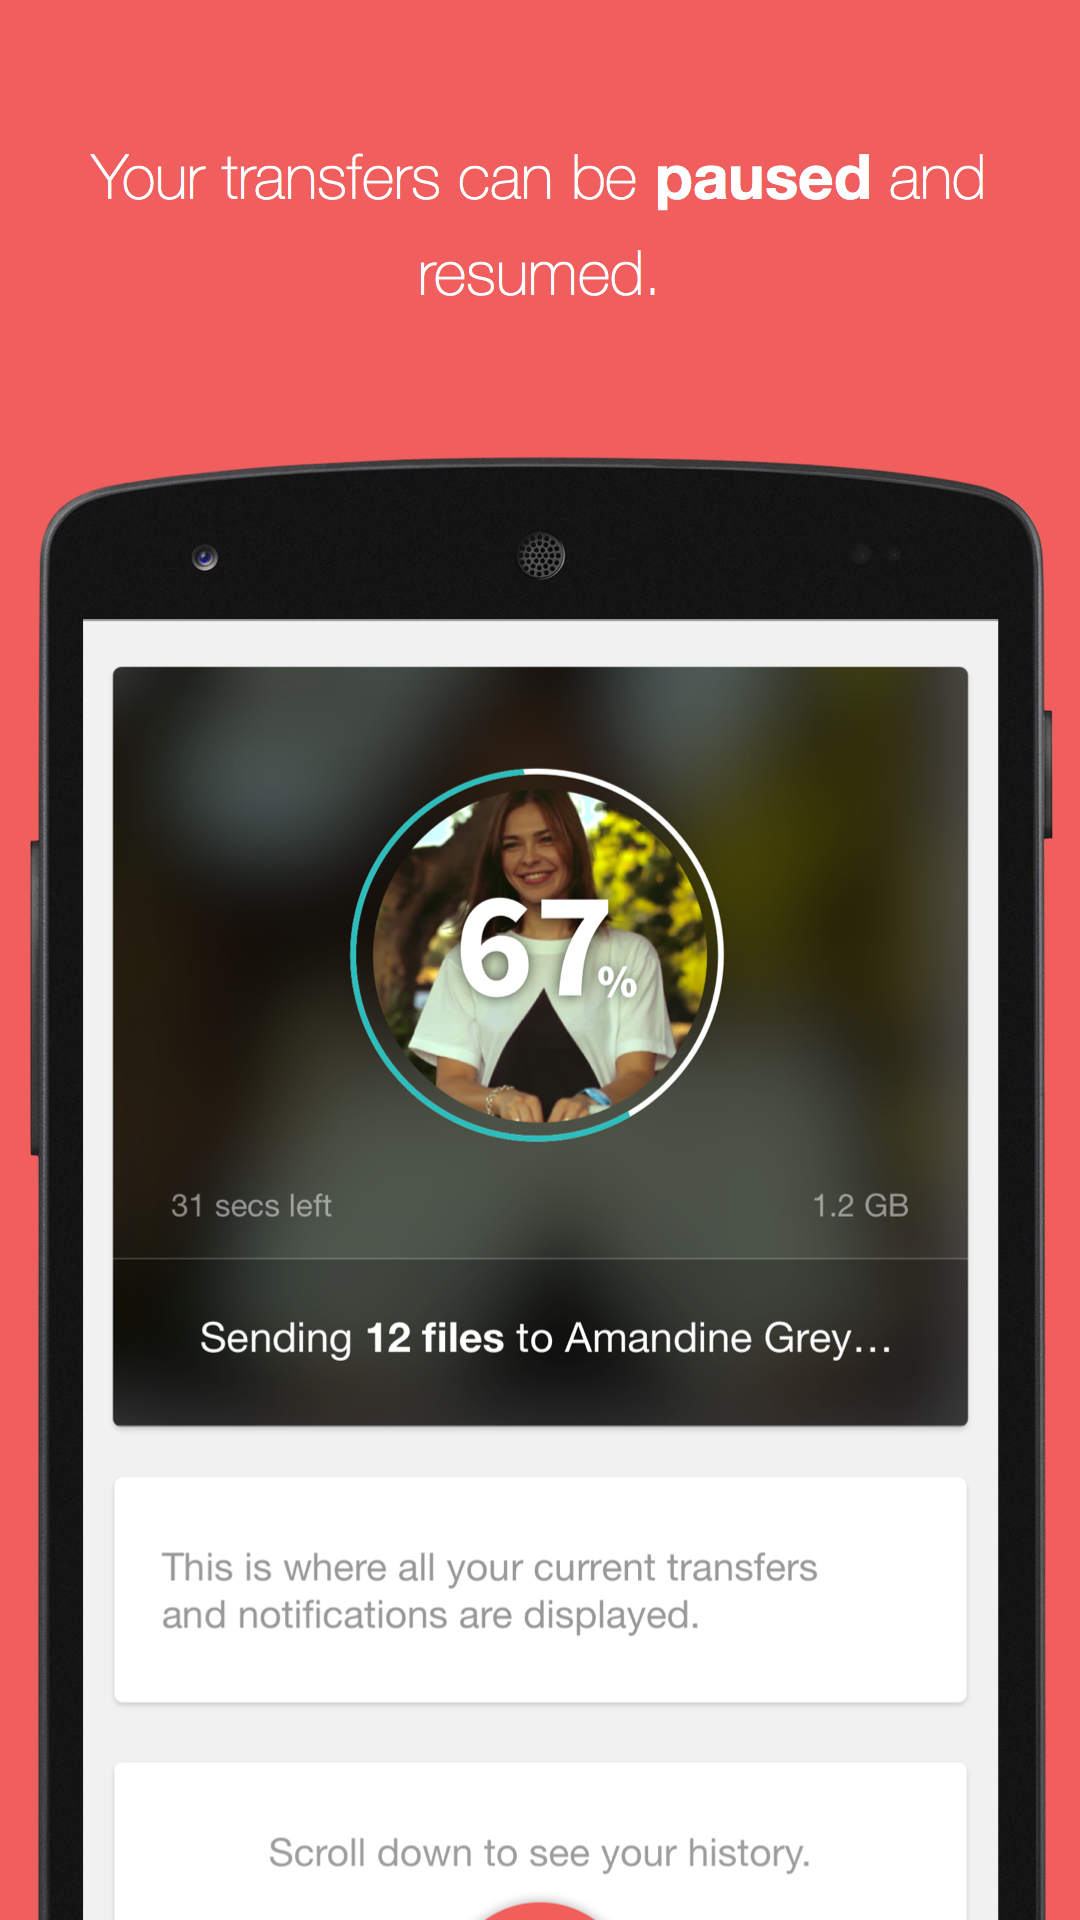 Your transfers can be paused and
resumed.
67%
31 secs left
1.2 GB
Sending 12 files to Amandine Grey...
This is where all your current transfers
and notifications are displayed.
Scroll down to see your history.